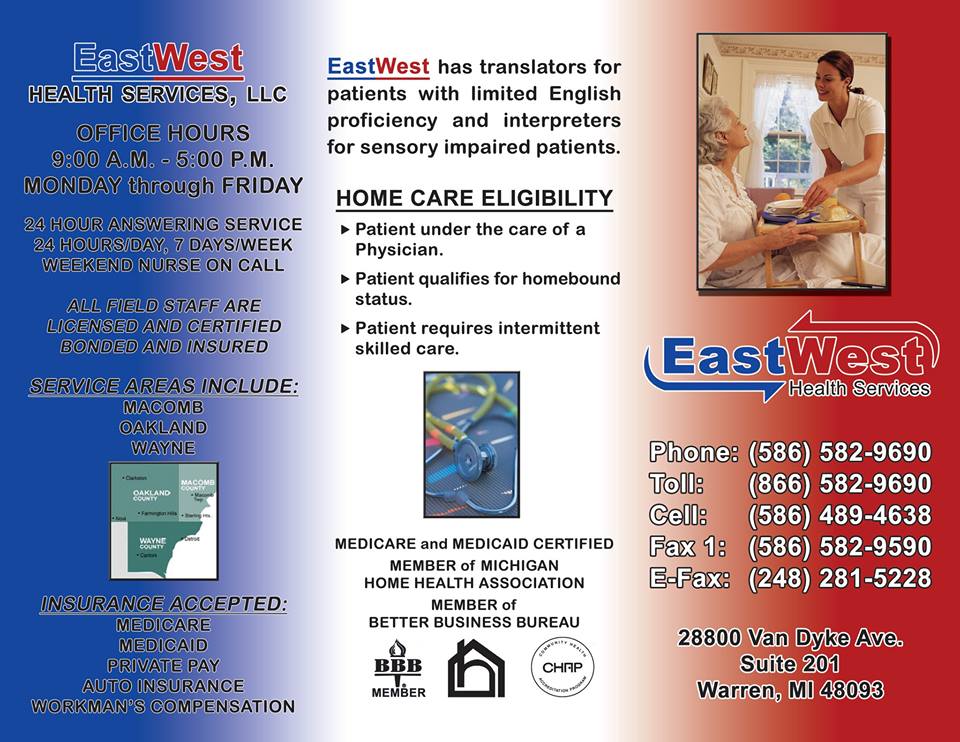 EastWest
HEALTH SERVICES, LLC
OFFICE HOURS
9:00 A.M. - 5:00 P.M.
MONDAY through FRIDAY
24 HOUR ANSWERING SERVICE
24 HOURS/DAY, 7 DAYS/WEEK
WEEKEND NURSE ON CALL
ALL FIELD STAFF ARE
LICENSED AND CERTIFIED
BONDED AND INSURED
SERVICE AREAS INCLUDE:
MACOMB
OAKLAND
WAYNE
Clarkston
OAKLAND
COUNTY
MACOMB
COUNTY
Macomb
Twp.
Novi
Farmington Hills
Sterling Hts.
WAYNE
COUNTY
Detroit
Canton
INSURANCE ACCEPTED:
MEDICARE
MEDICAID
PRIVATE PAY
AUTO INSURANCE
WORKMAN'S COMPENSATION
EastWest has translators for
patients with limited English
proficiency and interpreters
for sensory impaired patients.
HOME CARE ELIGIBILITY
Patient under the care of a
Physician.
Patient qualifies for homebound
status.
Patient requires intermittent
skilled care.
MEDICARE and MEDICAID CERTIFIED
MEMBER of MICHIGAN
HOME HEALTH ASSOCIATION
MEMBER of
BETTER BUSINESS BUREAU
BBB
MEMBER
COMMUNITY HEALTH
CHAP
ACCREDITATION PROGRAM
EastWest
Health Services
Phone: (586) 582-9690
Toll: (866) 582-9690
Cell: (586) 489-4638
Fax 1: (586) 582-9590
E-Fax: (248) 281-5228
28800 Van Dyke Ave.
Suite 201
Warren, MI 48093